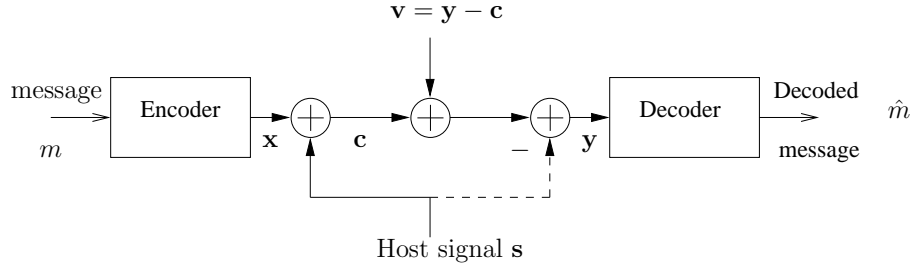 v = y − c
message
m
Encoder
x
c
−
y
Decoder
Decoded
message
m̂
Host signal s